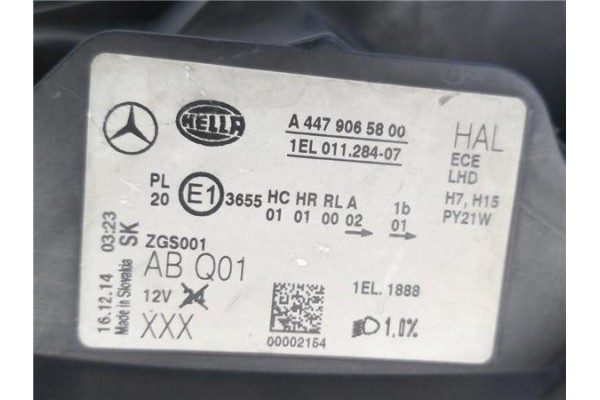 HELLA
A 447 906 58 00
1EL 011.284-07
HAL
ECE
LHD
H7, H15
PY21W
PL
20
E1
3655
HC HR RL A
01 01 00 02
1b
01
ZGS001
AB Q01
12V 24
XXX
00002154
1EL. 1888
1,0%
16.12.14 03:23
Made in Slovakia SK